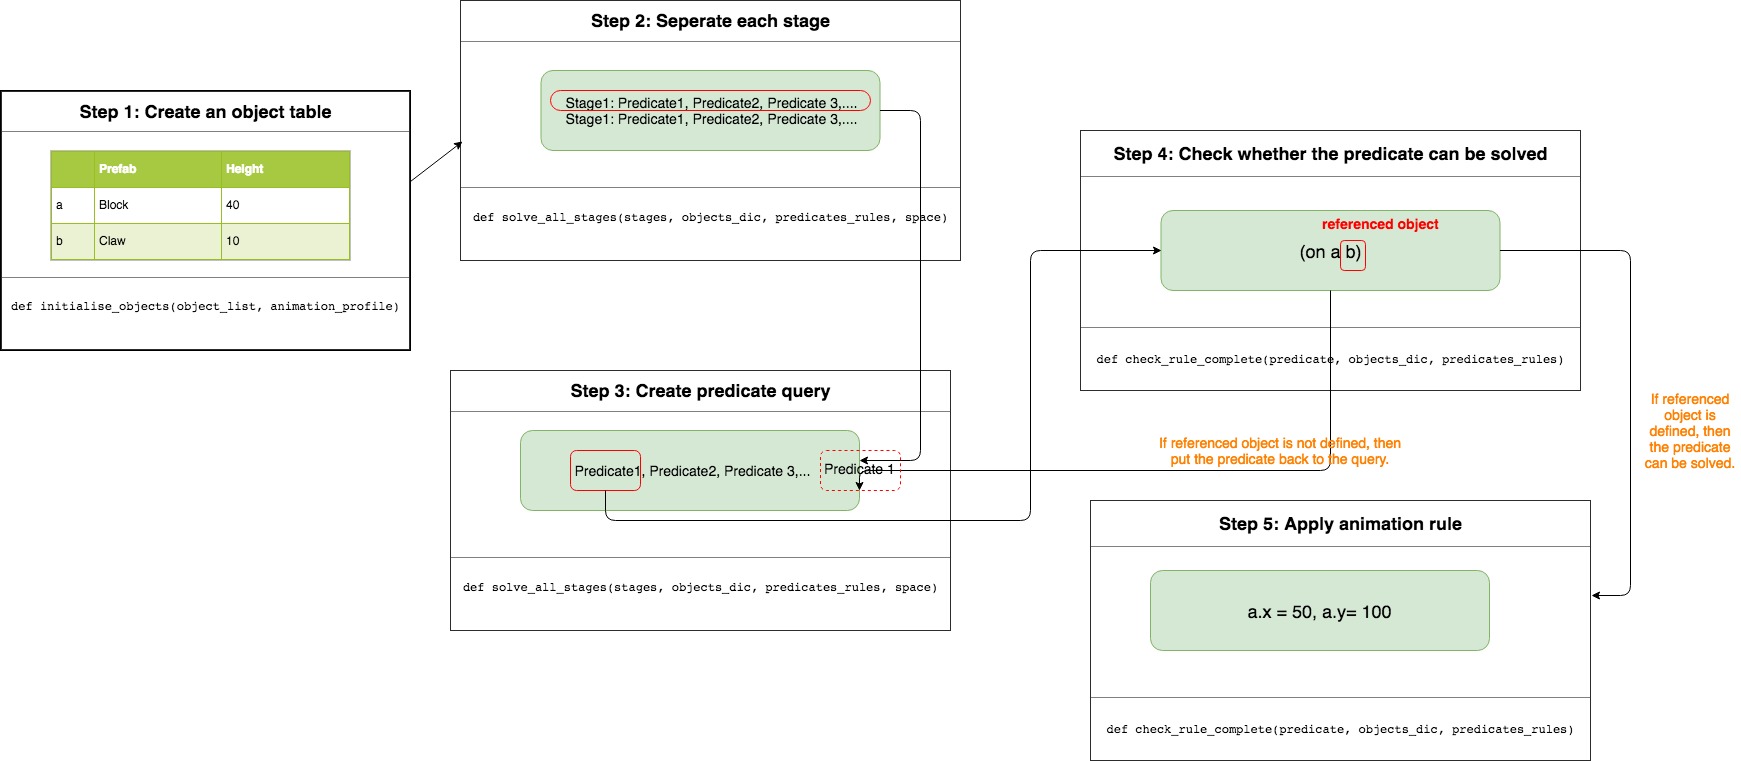 Step 1: Create an object table
Prefab Height
a Block 40
b Claw 10
def initialise_objects(object_list, animation_profile)
Step 2: Seperate each stage
Stage1: Predicate1, Predicate2, Predicate 3,....
Stage1: Predicate1, Predicate2, Predicate 3,....
def solve_all_stages(stages, objects_dic, predicates_rules, space)
Step 3: Create predicate query
Predicate1, Predicate2, Predicate 3,... Predicate 1
def solve_all_stages(stages, objects_dic, predicates_rules, space)
Step 4: Check whether the predicate can be solved
referenced object
(on a b)
def check_rule_complete(predicate, objects_dic, predicates_rules)
If referenced object is not defined, then
put the predicate back to the query.
If referenced
object is
defined, then
the predicate
can be solved.
Step 5: Apply animation rule
a.x = 50, a.y= 100
def check_rule_complete(predicate, objects_dic, predicates_rules)